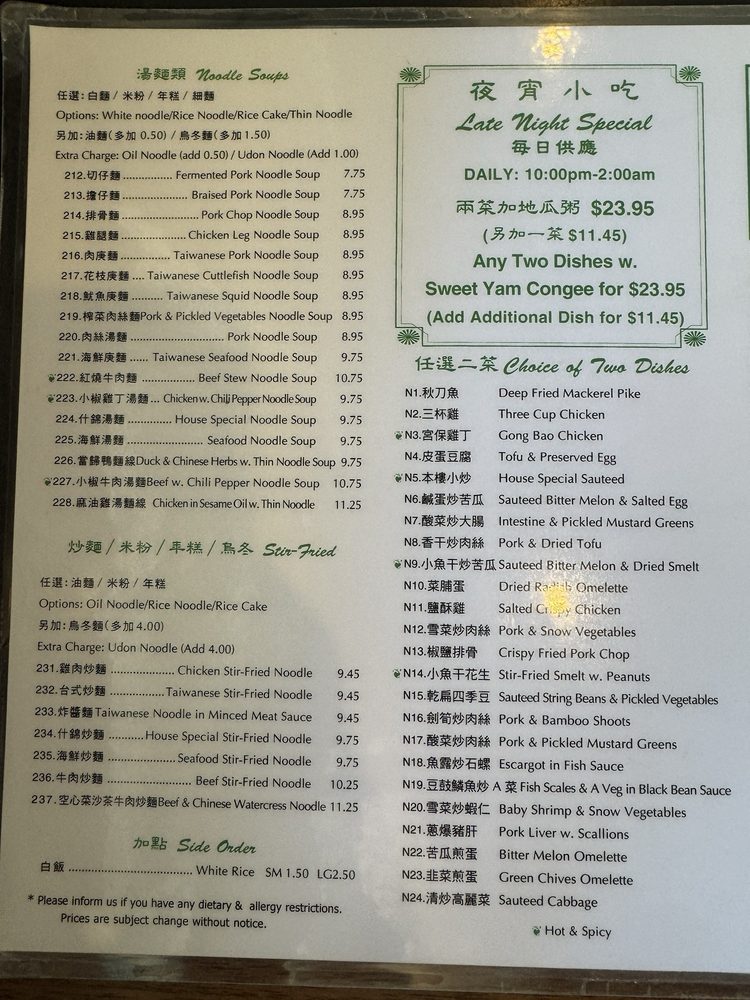 湯麵類 Noodle Soups
任選:白麵/米粉/年糕/細麵
Options: White noodle/Rice Noodle/Rice Cake/Thin Noodle
另加:油麵(多加 0.50) / 烏冬麵(多加 1.50)
Extra Charge: Oil Noodle (add 0.50) / Udon Noodle (Add 1.00)
212.切仔麵 ................ Fermented Pork Noodle Soup 7.75
213.擔仔麵 ...................... Braised Pork Noodle Soup 7.75
214.排骨麵 .......................... Pork Chop Noodle Soup 8.95
215.雞腿麵 ..................... Chicken Leg Noodle Soup 8.95
216.肉庚麵 ................ Taiwanese Pork Noodle Soup 8.95
217.花枝庚麵 .... Taiwanese Cuttlefish Noodle Soup 8.95
218.魷魚庚麵 .......... Taiwanese Squid Noodle Soup 8.95
219.榨菜肉絲麵Pork & Pickled Vegetables Noodle Soup 8.95
220.肉絲湯麵 ............................... Pork Noodle Soup 8.95
221.海鮮庚麵 ...... Taiwanese Seafood Noodle Soup 9.75
222.紅燒牛肉麵 .................. Beef Stew Noodle Soup 10.75
223.小椒雞丁湯麵... Chicken w. Chili Pepper Noodle Soup 9.75
224.什錦湯麵 .............. House Special Noodle Soup 9.75
225.海鮮湯麵 ......................... Seafood Noodle Soup 9.75
226.當歸鴨麵線Duck & Chinese Herbs w. Thin Noodle Soup 9.75
227.小椒牛肉湯麵Beef w. Chili Pepper Noodle Soup 10.75
228.麻油雞湯麵線 Chicken in Sesame Oil w. Thin Noodle 11.25
炒麵/米粉/年糕/烏冬 Stir-Fried
任選:油麵/米粉/年糕
Options: Oil Noodle/Rice Noodle/Rice Cake
另加:烏冬麵(多加4.00)
Extra Charge: Udon Noodle (Add 4.00)
231.雞肉炒麵 ..................... Chicken Stir-Fried Noodle 9.45
232.台式炒麵 ..................Taiwanese Stir-Fried Noodle 9.45
233.炸醬麵Taiwanese Noodle in Minced Meat Sauce 9.45
234.什錦炒麵 .........House Special Stir-Fried Noodle 9.75
235.海鮮炒麵 ..................... Seafood Stir-Fried Noodle 9.75
236.牛肉炒麵 ........................... Beef Stir-Fried Noodle 10.25
237.空心菜沙茶牛肉炒麵Beef & Chinese Watercress Noodle 11.25
加點 Side Order
白飯 ........................................ White Rice SM 1.50 LG2.50
* Please inform us if you have any dietary & allergy restrictions.
Prices are subject change without notice.
夜宵小吃
Late Night Special
每日供應
DAILY: 10:00pm-2:00am
兩菜加地瓜粥 $23.95
(另加一菜 $11.45)
Any Two Dishes w.
Sweet Yam Congee for $23.95
(Add Additional Dish for $11.45)
任選二菜 Choice of Two Dishes
N1.秋刀魚 Deep Fried Mackerel Pike
N2.三杯雞 Three Cup Chicken
N3.宮保雞丁 Gong Bao Chicken
N4.皮蛋豆腐 Tofu & Preserved Egg
N5.本樓小炒 House Special Sauteed
N6.鹹蛋炒苦瓜 Sauteed Bitter Melon & Salted Egg
N7.酸菜炒大腸 Intestine & Pickled Mustard Greens
N8.香干炒肉絲 Pork & Dried Tofu
N9.小魚干炒苦瓜 Sauteed Bitter Melon & Dried Smelt
N10.菜脯蛋 Dried Radish Omelette
N11.鹽酥雞 Salted Crispy Chicken
N12.雪菜炒肉絲 Pork & Snow Vegetables
N13.椒鹽排骨 Crispy Fried Pork Chop
N14.小魚干花生 Stir-Fried Smelt w. Peanuts
N15.乾扁四季豆 Sauteed String Beans & Pickled Vegetables
N16.劍筍炒肉絲 Pork & Bamboo Shoots
N17.酸菜炒肉絲 Pork & Pickled Mustard Greens
N18.魚露炒石螺 Escargot in Fish Sauce
N19.豆鼓鱗魚炒 A 菜 Fish Scales & A Veg in Black Bean Sauce
N20.雪菜炒蝦仁 Baby Shrimp & Snow Vegetables
N21.蔥爆豬肝 Pork Liver w. Scallions
N22.苦瓜煎蛋 Bitter Melon Omelette
N23.韭菜煎蛋 Green Chives Omelette
N24.清炒高麗菜 Sauteed Cabbage
Hot & Spicy